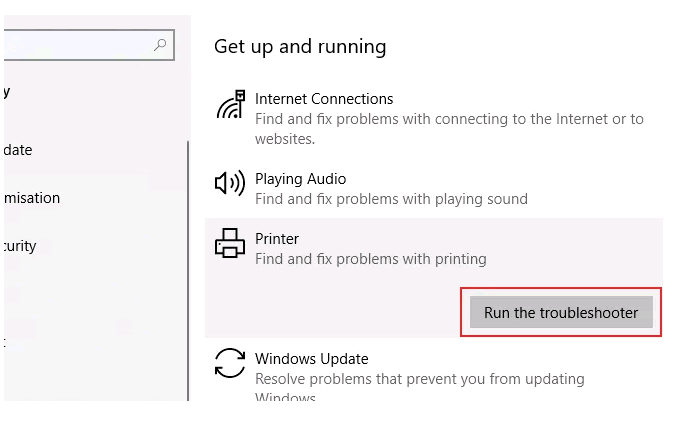 Get up and running
Internet Connections
Find and fix problems with connecting to the Internet or to
websites.
Playing Audio
Find and fix problems with playing sound
Printer
Find and fix problems with printing
Run the troubleshooter
Windows Update
Resolve problems that prevent you from updating
Windows
y
date
misation
curity